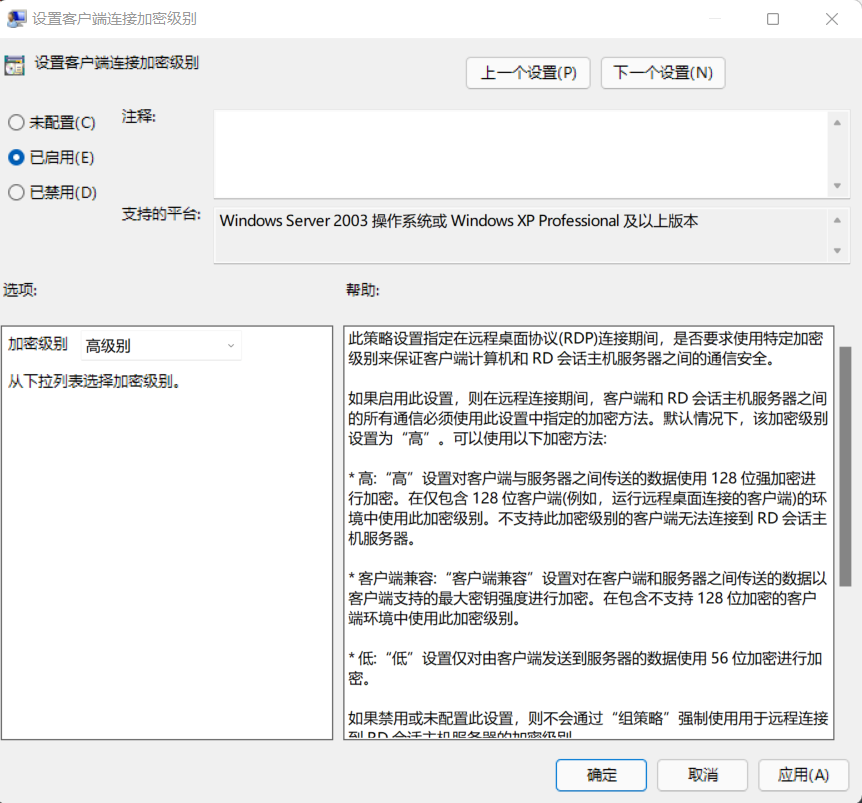 设置客户端连接加密级别
设置客户端连接加密级别
上一个设置(P)
下一个设置(N)
未配置(C)
注释:
已启用(E)
已禁用(D)
支持的平台:
Windows Server 2003 操作系统或 Windows XP Professional 及以上版本
选项:
帮助:
加密级别
高级别
从下拉列表选择加密级别。
此策略设置指定在远程桌面协议(RDP)连接期间，是否要求使用特定加密
级别来保证客户端计算机和 RD 会话主机服务器之间的通信安全。
如果启用此设置，则在远程连接期间，客户端和 RD 会话主机服务器之间
的所有通信必须使用此设置中指定的加密方法。默认情况下，该加密级别
设置为“高”。可以使用以下加密方法:
* 高:“高”设置对客户端与服务器之间传送的数据使用 128 位强加密进
行加密。在仅包含 128 位客户端(例如，运行远程桌面连接的客户端)的环
境中使用此加密级别。不支持此加密级别的客户端无法连接到 RD 会话主
机服务器。
* 客户端兼容:“客户端兼容”设置对在客户端和服务器之间传送的数据以
客户端支持的最大密钥强度进行加密。在包含不支持 128 位加密的客户
端环境中使用此加密级别。
* 低:“低”设置仅对由客户端发送到服务器的数据使用 56 位加密进行加
密。
如果禁用或未配置此设置，则不会通过“组策略”强制使用用于远程连接
到 RD 会话主机服务器的加密级别
确定
取消
应用(A)